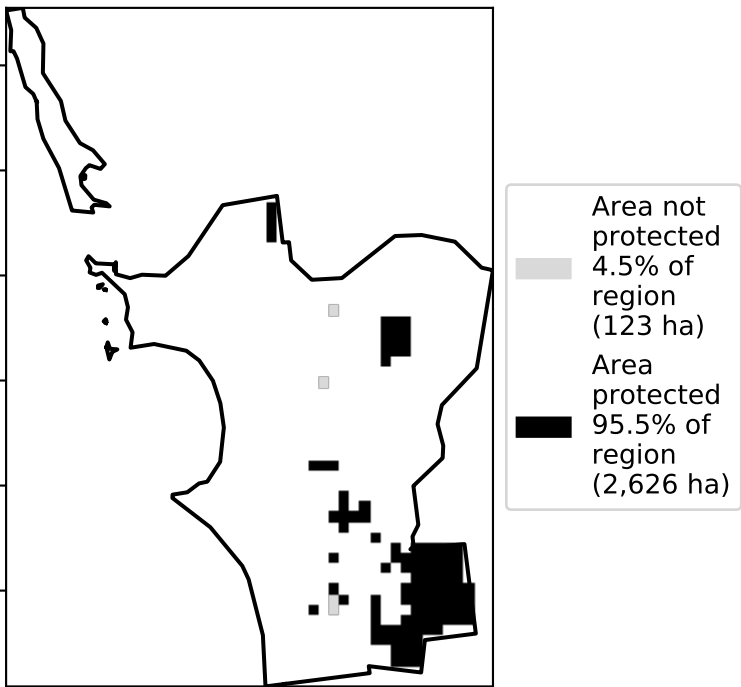 Area not
protected
4.5% of
region
(123 ha)
Area
protected
95.5% of
region
(2,626 ha)